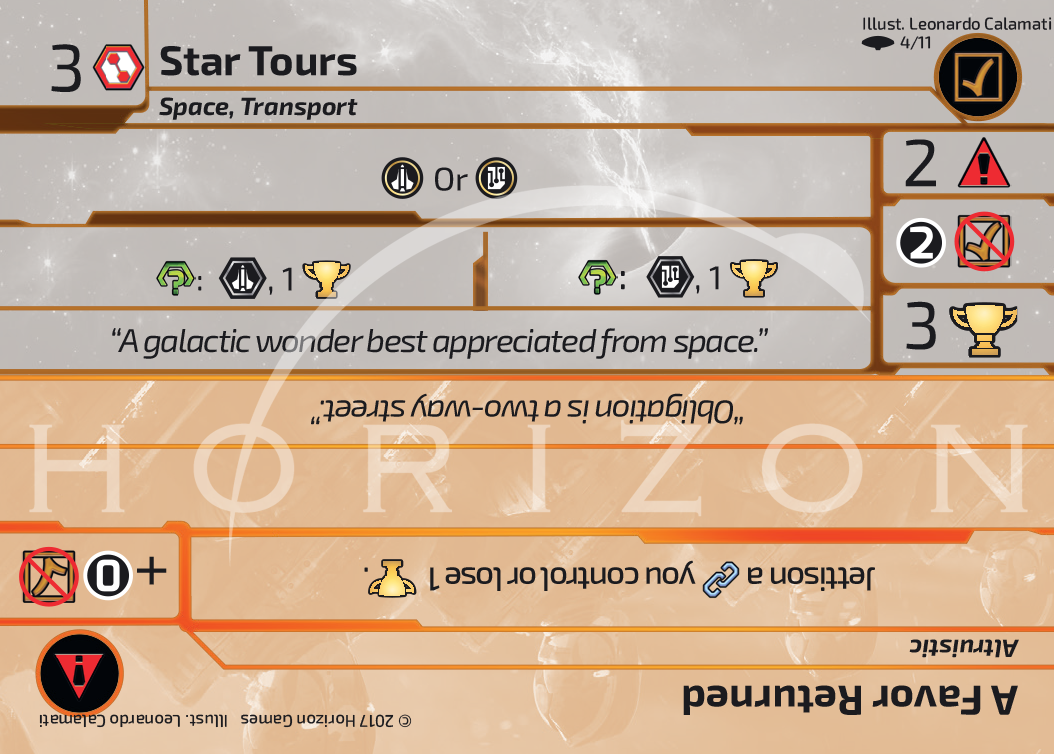 Illust. Leonardo Calamati
4/11
3 Star Tours
Space, Transport
Or
2
2
: , 1
: , 1
3
“A galactic wonder best appreciated from space.”
HORIZON
A Favor Returned
Altruistic
Jettison a you control or lose 1 .
+0
“Obligation is a two-way street.”
© 2017 Horizon Games Illust. Leonardo Calamati